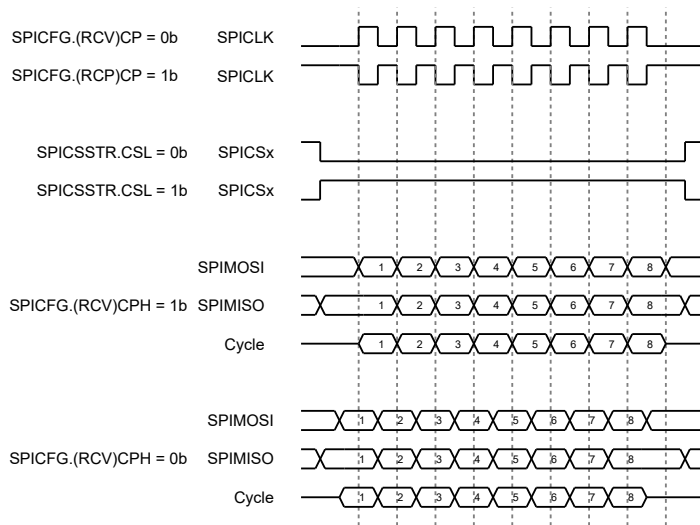 SPICFG.(RCV)CP = 0b SPICLK
SPICFG.(RCP)CP = 1b SPICLK
SPICSSTR.CSL = 0b SPICSx
SPICSSTR.CSL = 1b SPICSx
SPIMOSI 1 2 3 4 5 6 7 8
SPICFG.(RCV)CPH = 1b SPIMISO 1 2 3 4 5 6 7 8
Cycle 1 2 3 4 5 6 7 8
SPIMOSI 1 2 3 4 5 6 7 8
SPICFG.(RCV)CPH = 0b SPIMISO 1 2 3 4 5 6 7 8
Cycle 1 2 3 4 5 6 7 8